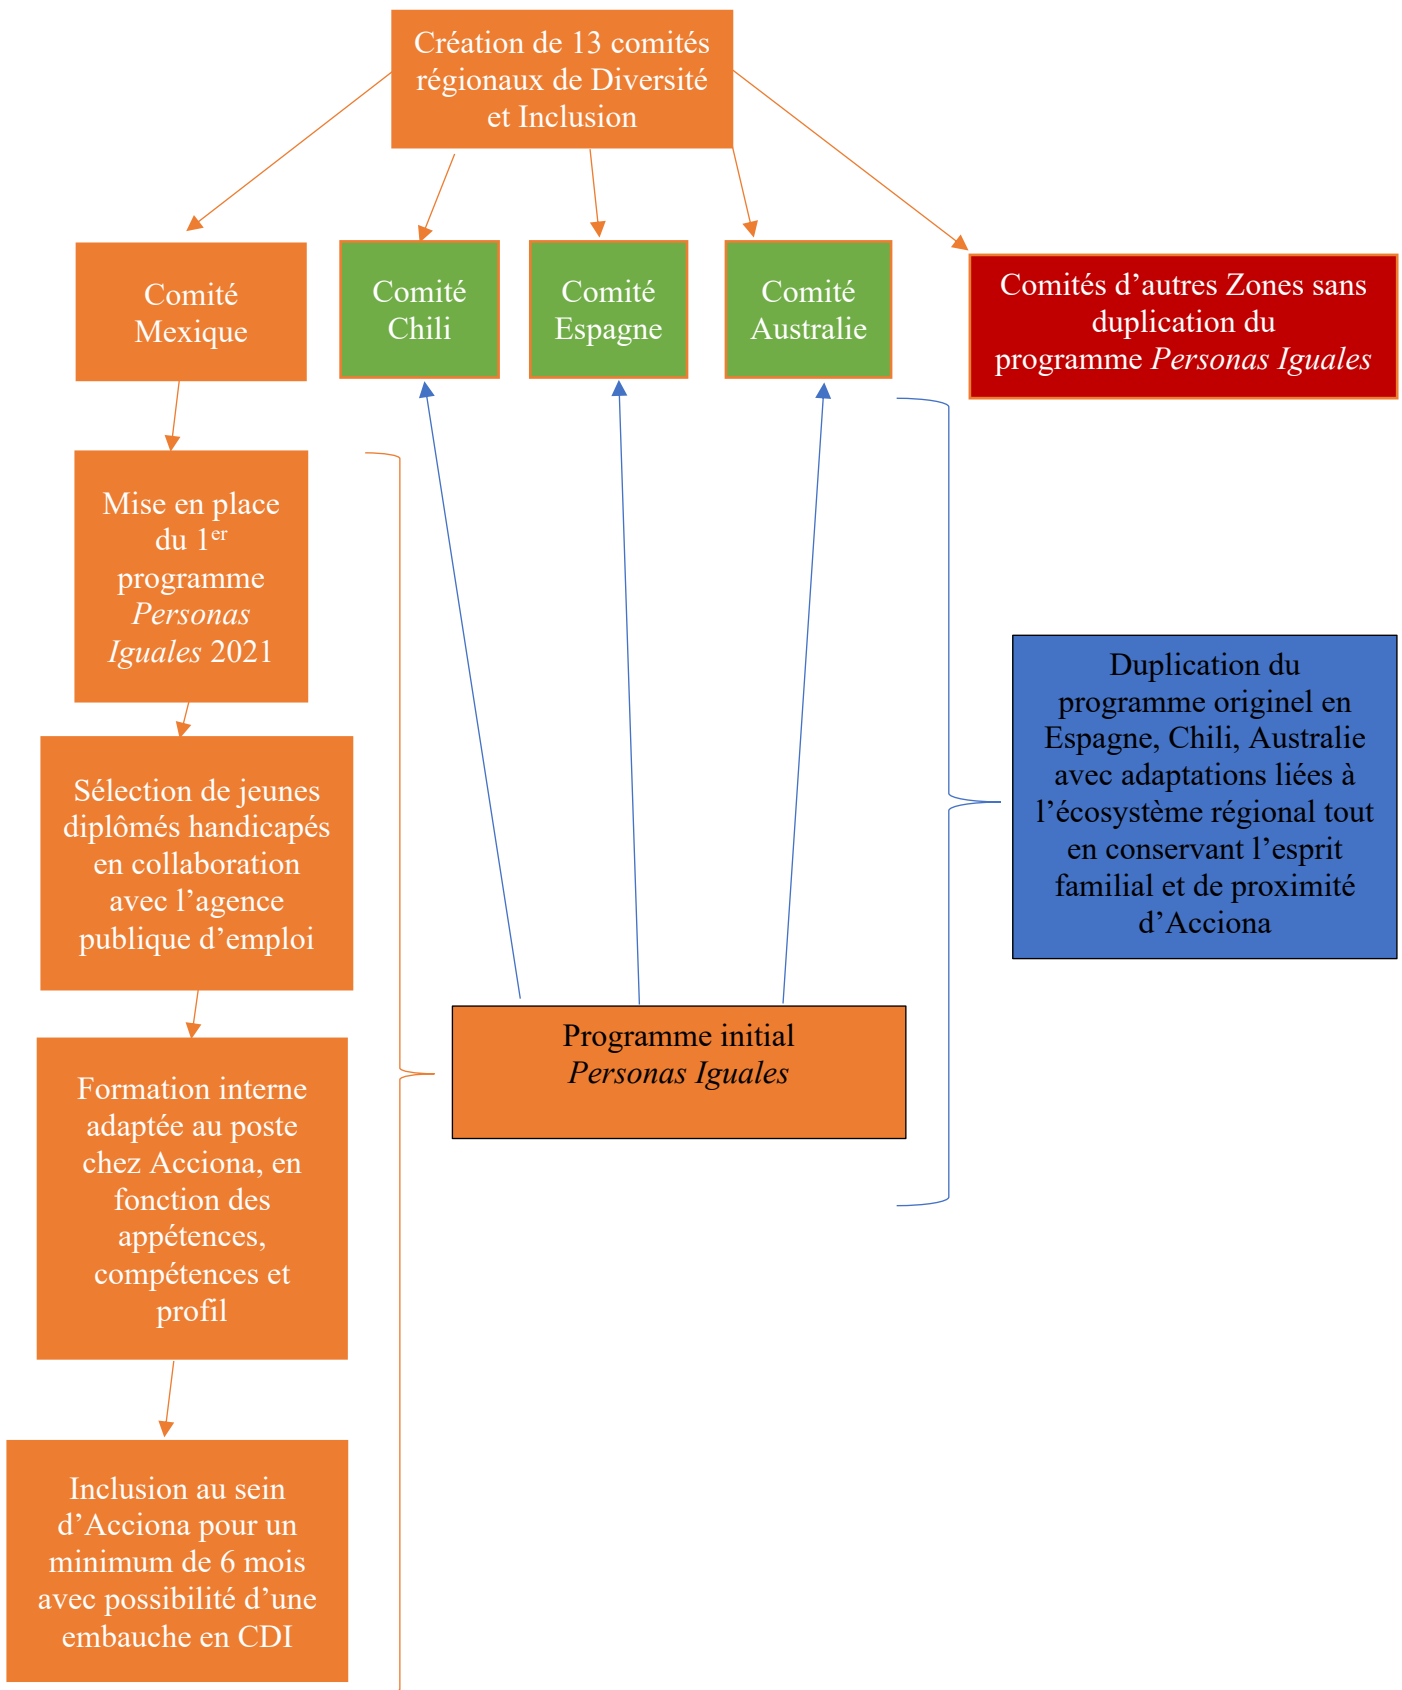 Création de 13 comités
régionaux de Diversité
et Inclusion
Comité
Mexique
Comité
Chili
Comité
Espagne
Comité
Australie
Comités d’autres Zones sans
duplication du
programme Personas Iguales
Mise en place
du 1er
programme
Personas
Iguales 2021
Sélection de jeunes
diplômés handicapés
en collaboration
avec l’agence
publique d’emploi
Formation interne
adaptée au poste
chez Acciona, en
fonction des
appétences,
compétences et
profil
Inclusion au sein
d’Acciona pour un
minimum de 6 mois
avec possibilité d’une
embauche en CDI
Programme initial
Personas Iguales
Duplication du
programme originel en
Espagne, Chili, Australie
avec adaptations liées à
l’écosystème régional tout
en conservant l’esprit
familial et de proximité
d’Acciona